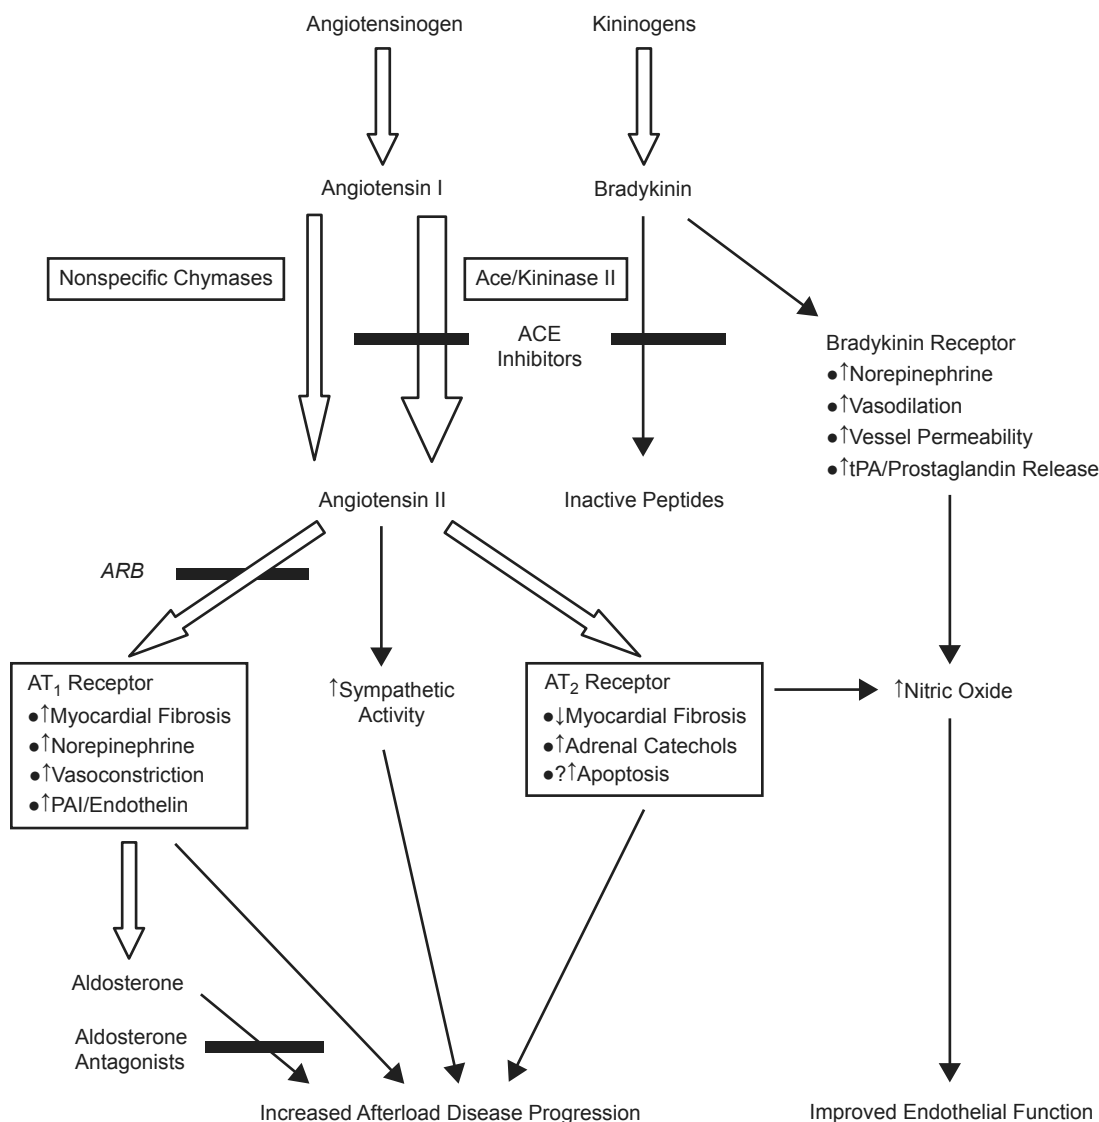 Angiotensinogen
Kininogens
Angiotensin I
Bradykinin
Nonspecific Chymases
Ace/Kininase II
ACE
Inhibitors
Bradykinin Receptor
●↑Norepinephrine
●↑Vasodilation
●↑Vessel Permeability
●↑tPA/Prostaglandin Release
Angiotensin II
Inactive Peptides
ARB
AT₁ Receptor
●↑Myocardial Fibrosis
●↑Norepinephrine
●↑Vasoconstriction
●↑PAI/Endothelin
↑Sympathetic
Activity
AT₂ Receptor
●↓Myocardial Fibrosis
●↑Adrenal Catechols
●?↑Apoptosis
↑Nitric Oxide
Aldosterone
Aldosterone
Antagonists
Increased Afterload Disease Progression
Improved Endothelial Function